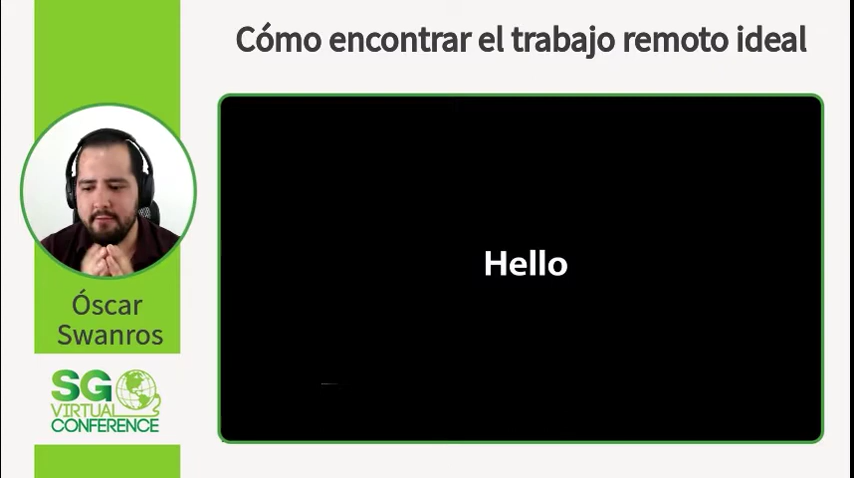 Cómo encontrar el trabajo remoto ideal
Hello
Óscar
Swanros
SG
VIRTUAL
CONFERENCE